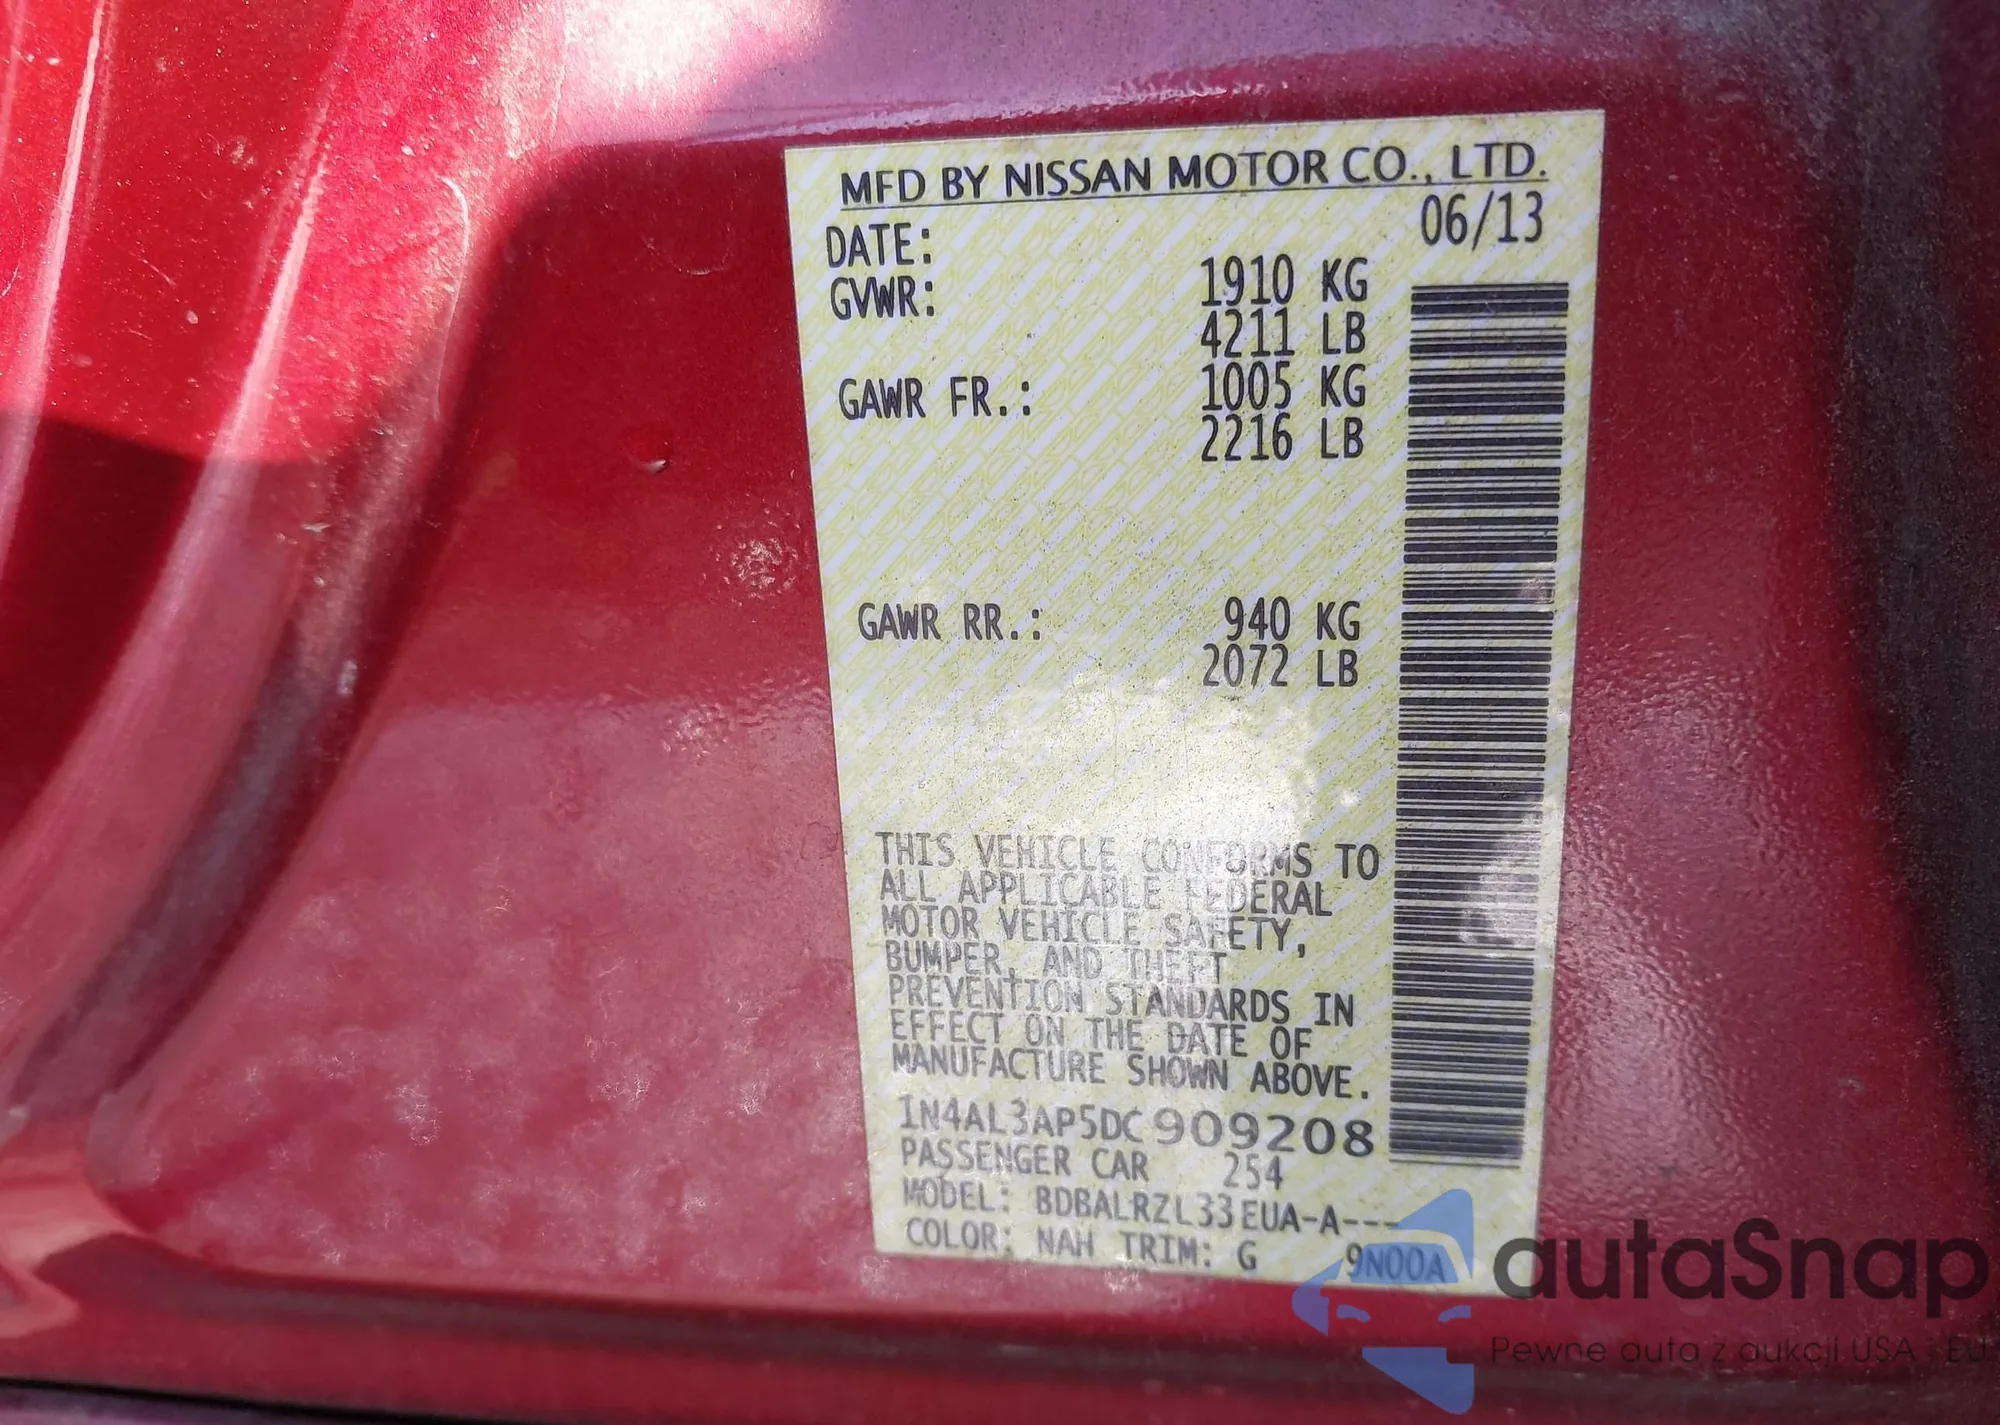 MFD BY NISSAN MOTOR CO., LTD.
DATE: 06/13
GVWR: 1910 KG
4211 LB
GAWR FR.: 1005 KG
2216 LB
GAWR RR.: 940 KG
2072 LB
THIS VEHICLE CONFORMS TO
ALL APPLICABLE FEDERAL
MOTOR VEHICLE SAFETY,
BUMPER, AND THEFT
PREVENTION STANDARDS IN
EFFECT ON THE DATE OF
MANUFACTURE SHOWN ABOVE.
1N4AL3AP5DC909208
PASSENGER CAR 254
MODEL: BDBALRZL33EUA-A---
COLOR: NAH TRIM: G 9N00A
autaSnap
Pewne auta z aukcji USA i EU